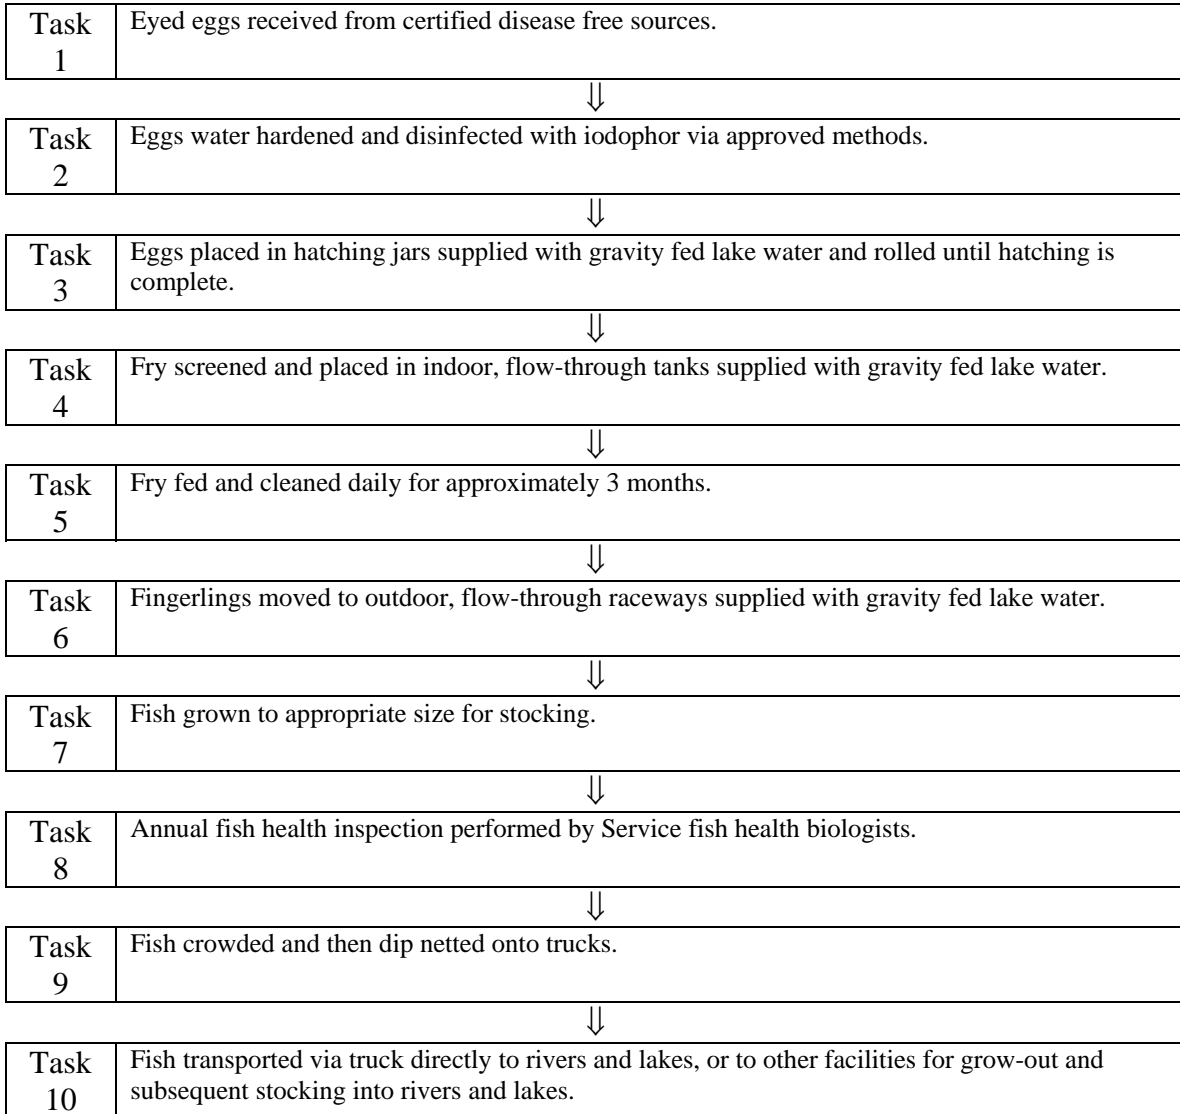 Task
1
Eyed eggs received from certified disease free sources.
⇓
Task
2
Eggs water hardened and disinfected with iodophor via approved methods.
⇓
Task
3
Eggs placed in hatching jars supplied with gravity fed lake water and rolled until hatching is
complete.
⇓
Task
4
Fry screened and placed in indoor, flow-through tanks supplied with gravity fed lake water.
⇓
Task
5
Fry fed and cleaned daily for approximately 3 months.
⇓
Task
6
Fingerlings moved to outdoor, flow-through raceways supplied with gravity fed lake water.
⇓
Task
7
Fish grown to appropriate size for stocking.
⇓
Task
8
Annual fish health inspection performed by Service fish health biologists.
⇓
Task
9
Fish crowded and then dip netted onto trucks.
⇓
Task
10
Fish transported via truck directly to rivers and lakes, or to other facilities for grow-out and
subsequent stocking into rivers and lakes.